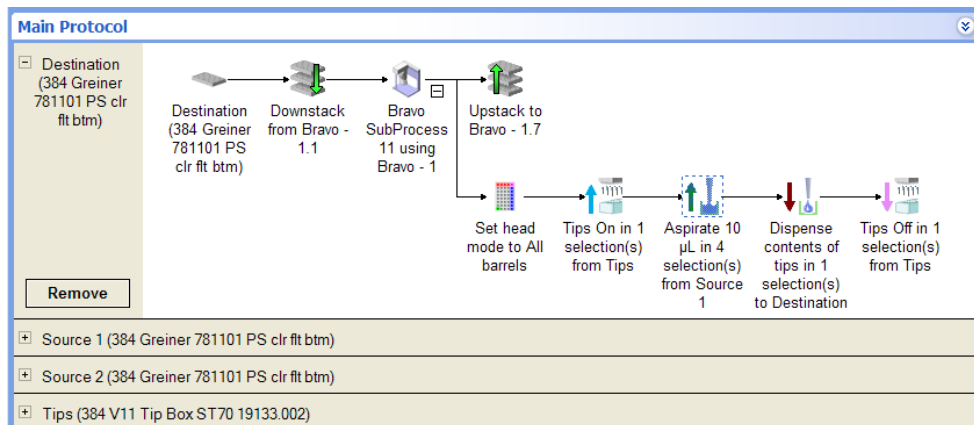 Main Protocol
Destination
(384 Greiner
781101 PS clr
flt btm)
Remove
Destination
(384 Greiner
781101 PS
clr flt btm)
Downstack
from Bravo -
1.1
Bravo
SubProcess
11 using
Bravo - 1
Upstack to
Bravo - 1.7
Set head
mode to All
barrels
Tips On in 1
selection(s)
from Tips
Aspirate 10
µL in 4
selection(s)
from Source
1
Dispense
contents of
tips in 1
selection(s)
to Destination
Tips Off in 1
selection(s)
from Tips
Source 1 (384 Greiner 781101 PS clr flt btm)
Source 2 (384 Greiner 781101 PS clr flt btm)
Tips (384 V11 Tip Box ST70 19133.002)